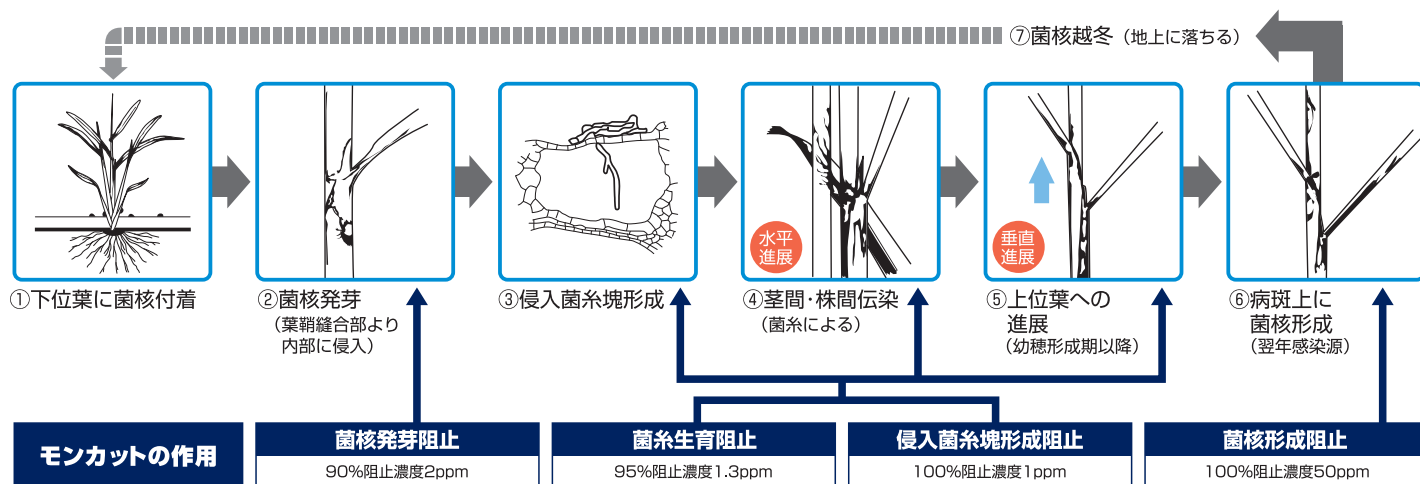 ⑦菌核越冬（地上に落ちる）
水平
進展
垂直
進展
①下位葉に菌核付着
②菌核発芽
（葉鞘縫合部より
内部に侵入）
③侵入菌糸塊形成
④茎間・株間伝染
（菌糸による）
⑤上位葉への
進展
（幼穂形成期以降）
⑥病斑上に
菌核形成
（翌年感染源）
モンカットの作用
菌核発芽阻止
90%阻止濃度2ppm
菌糸生育阻止
95%阻止濃度1.3ppm
侵入菌糸塊形成阻止
100%阻止濃度1ppm
菌核形成阻止
100%阻止濃度50ppm